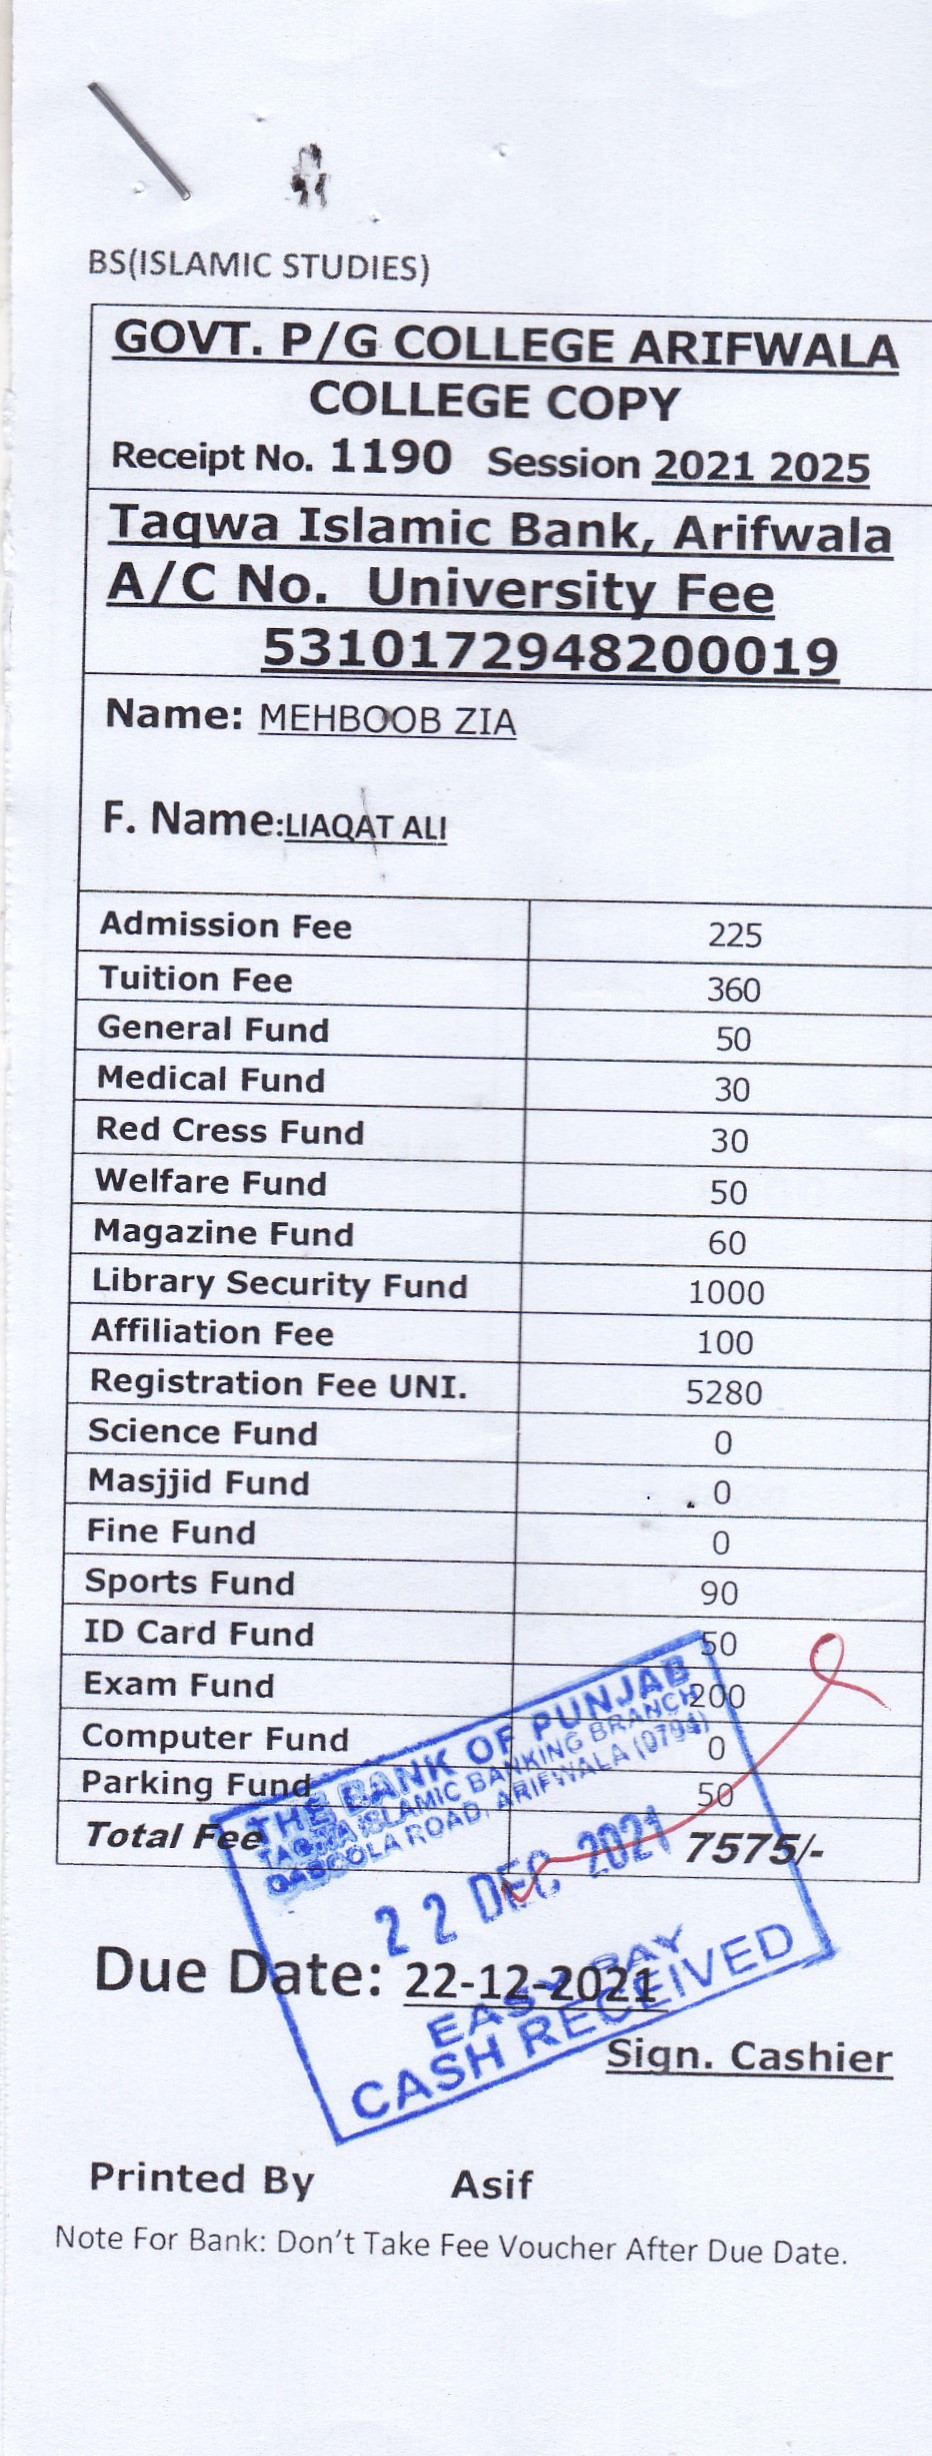 BS(ISLAMIC STUDIES)
GOVT. P/G COLLEGE ARIFWALA
COLLEGE COPY
Receipt No. 1190 Session 2021 2025
Taqwa Islamic Bank, Arifwala
A/C No. University Fee
5310172948200019
Name: MEHBOOB ZIA
F. Name:LIAQAT ALI
Admission Fee 225
Tuition Fee 360
General Fund 50
Medical Fund 30
Red Cress Fund 30
Welfare Fund 50
Magazine Fund 60
Library Security Fund 1000
Affiliation Fee 100
Registration Fee UNI. 5280
Science Fund 0
Masjjid Fund 0
Fine Fund 0
Sports Fund 90
ID Card Fund 50
Exam Fund 200
Computer Fund 0
Parking Fund 50
Total Fee 7575/-
THE BANK OF PUNJAB
TAQWA ISLAMIC BANKING BRANCH
QABOOLA ROAD, ARIFWALA (0794)
22 DEC 2021
Due Date: 22-12-2021
EASY PAY
CASH RECEIVED
Sign. Cashier
Printed By Asif
Note For Bank: Don't Take Fee Voucher After Due Date.